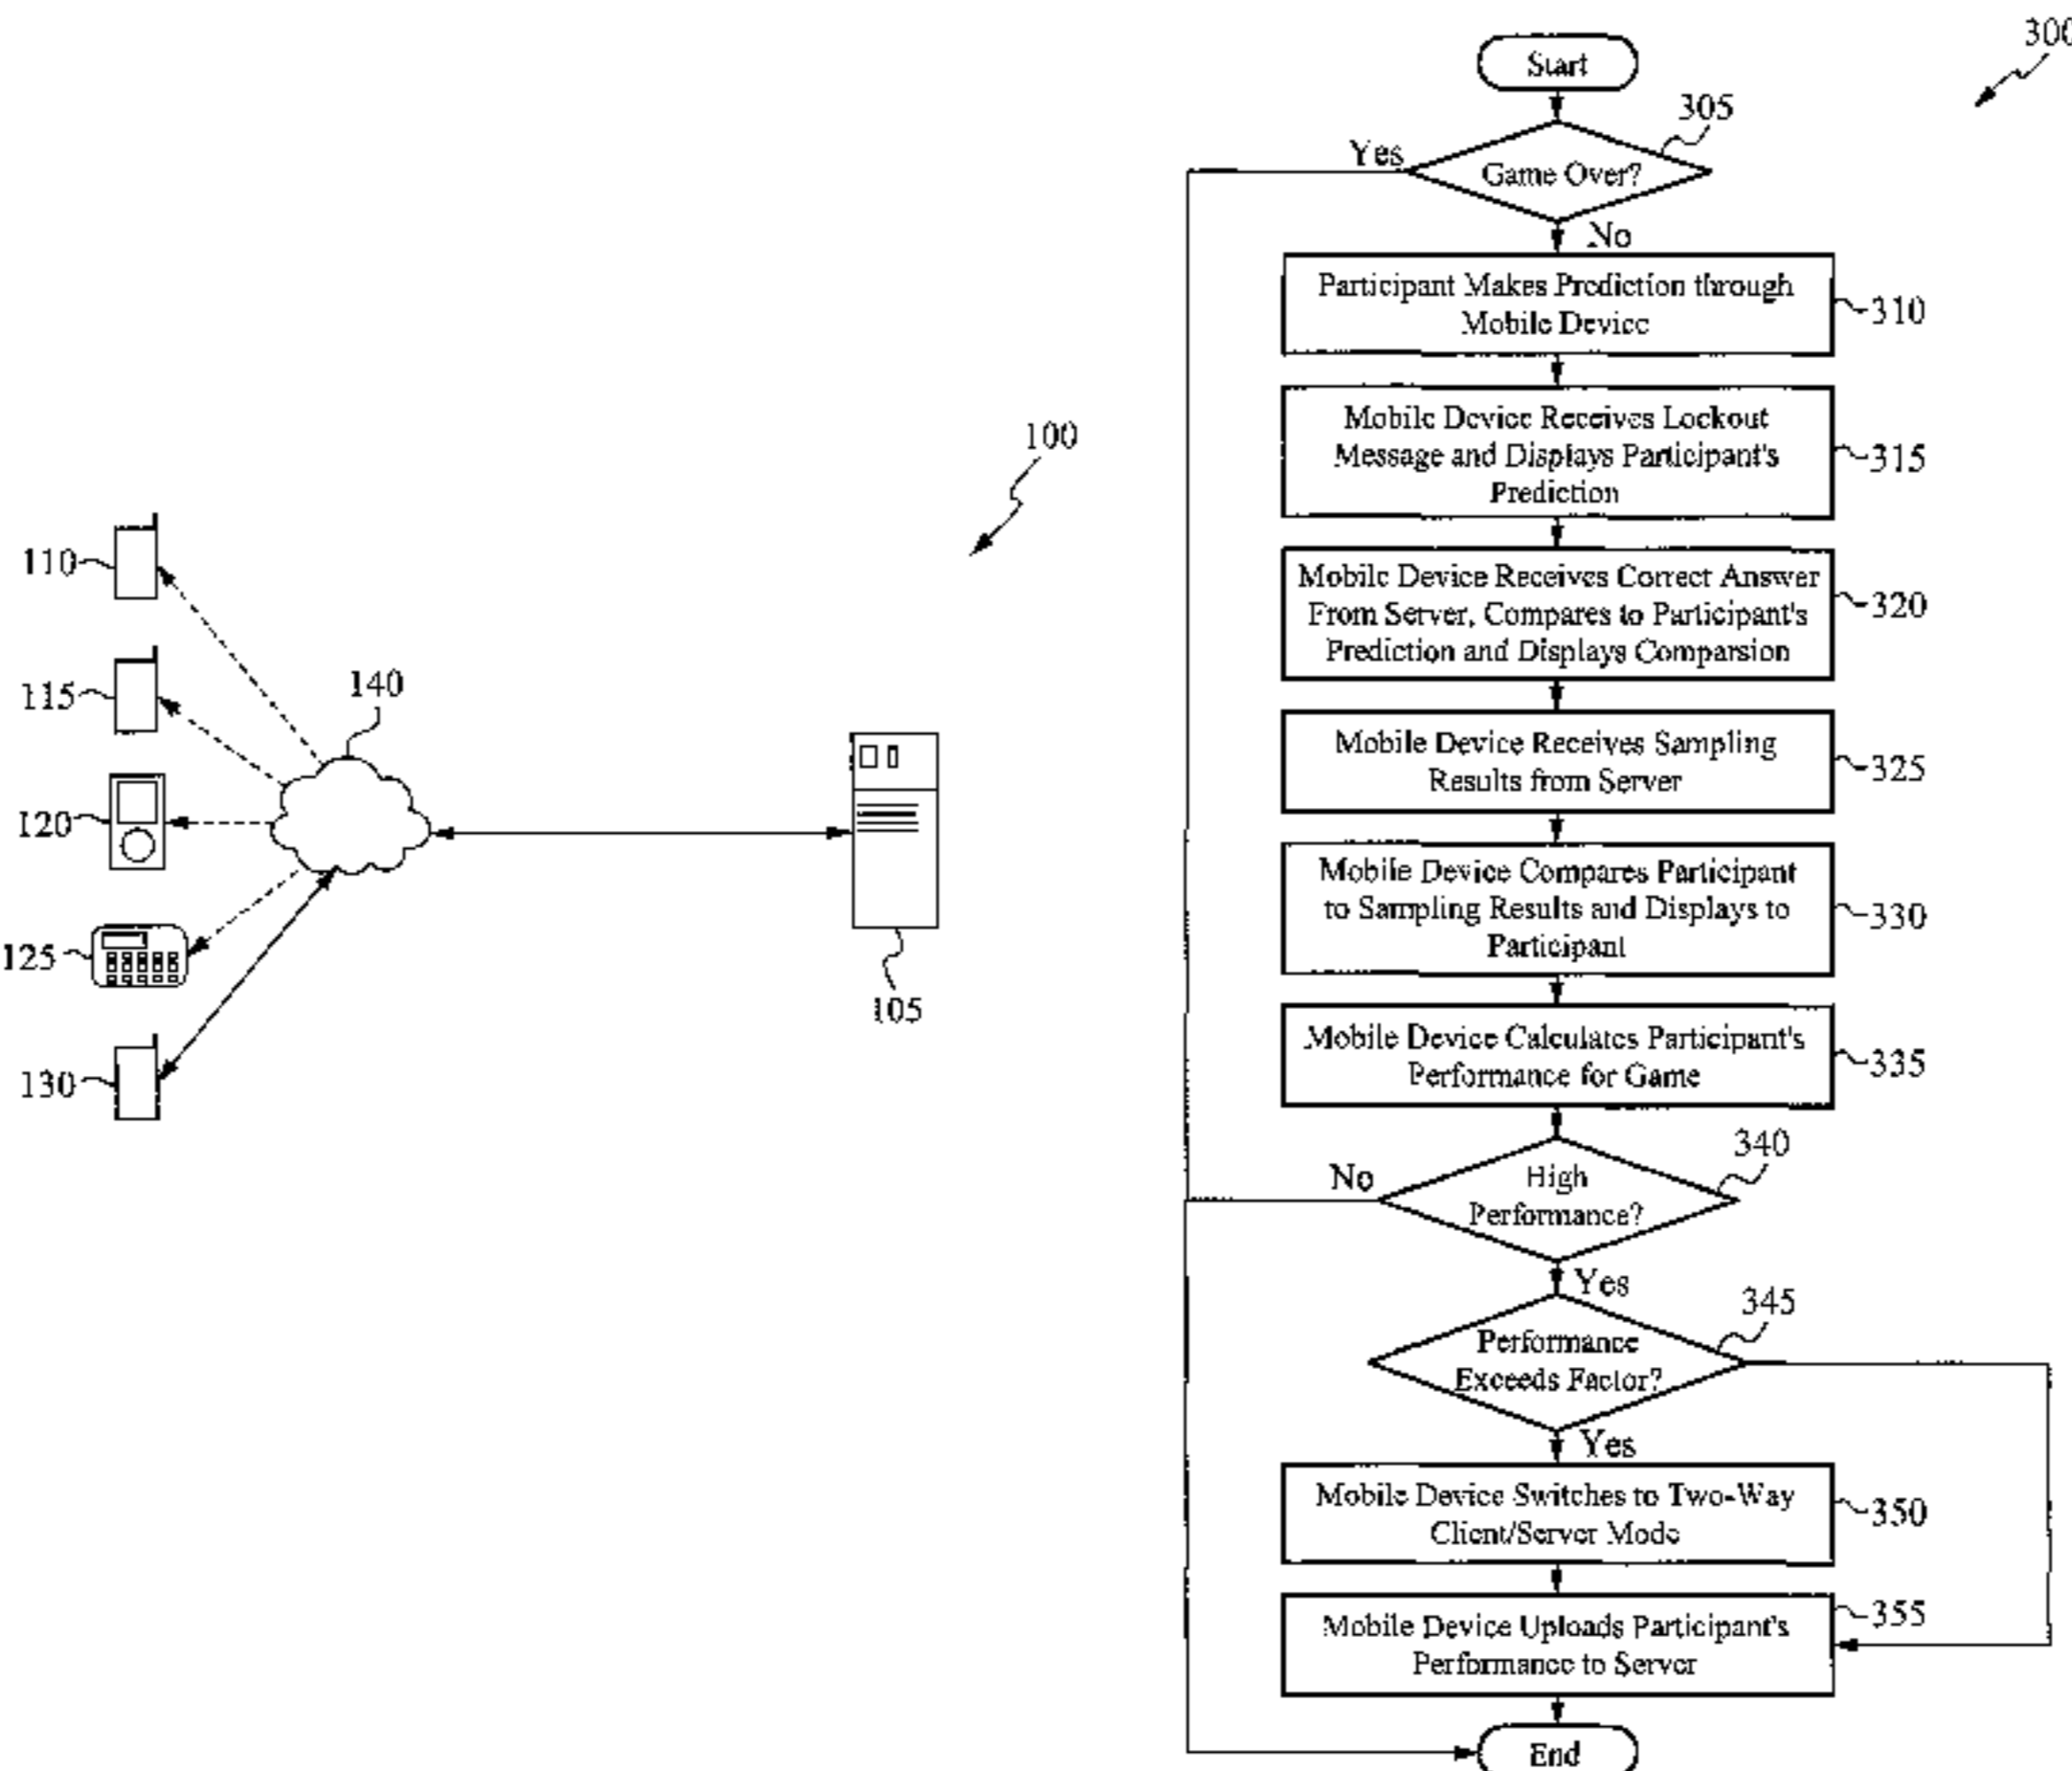 100
110
115
120
125
130
140
105
300
Start
305
Yes
Game Over?
No
Participant Makes Prediction through
Mobile Device
310
Mobile Device Receives Lockout
Message and Displays Participant's
Prediction
315
Mobile Device Receives Correct Answer
From Server, Compares to Participant's
Prediction and Displays Comparsion
320
Mobile Device Receives Sampling
Results from Server
325
Mobile Device Compares Participant
to Sampling Results and Displays to
Participant
330
Mobile Device Calculates Participant's
Performance for Game
335
340
No
High
Performance?
Yes
345
Performance
Exceeds Factor?
Yes
Mobile Device Switches to Two-Way
Client/Server Mode
350
Mobile Device Uploads Participant's
Performance to Server
355
End